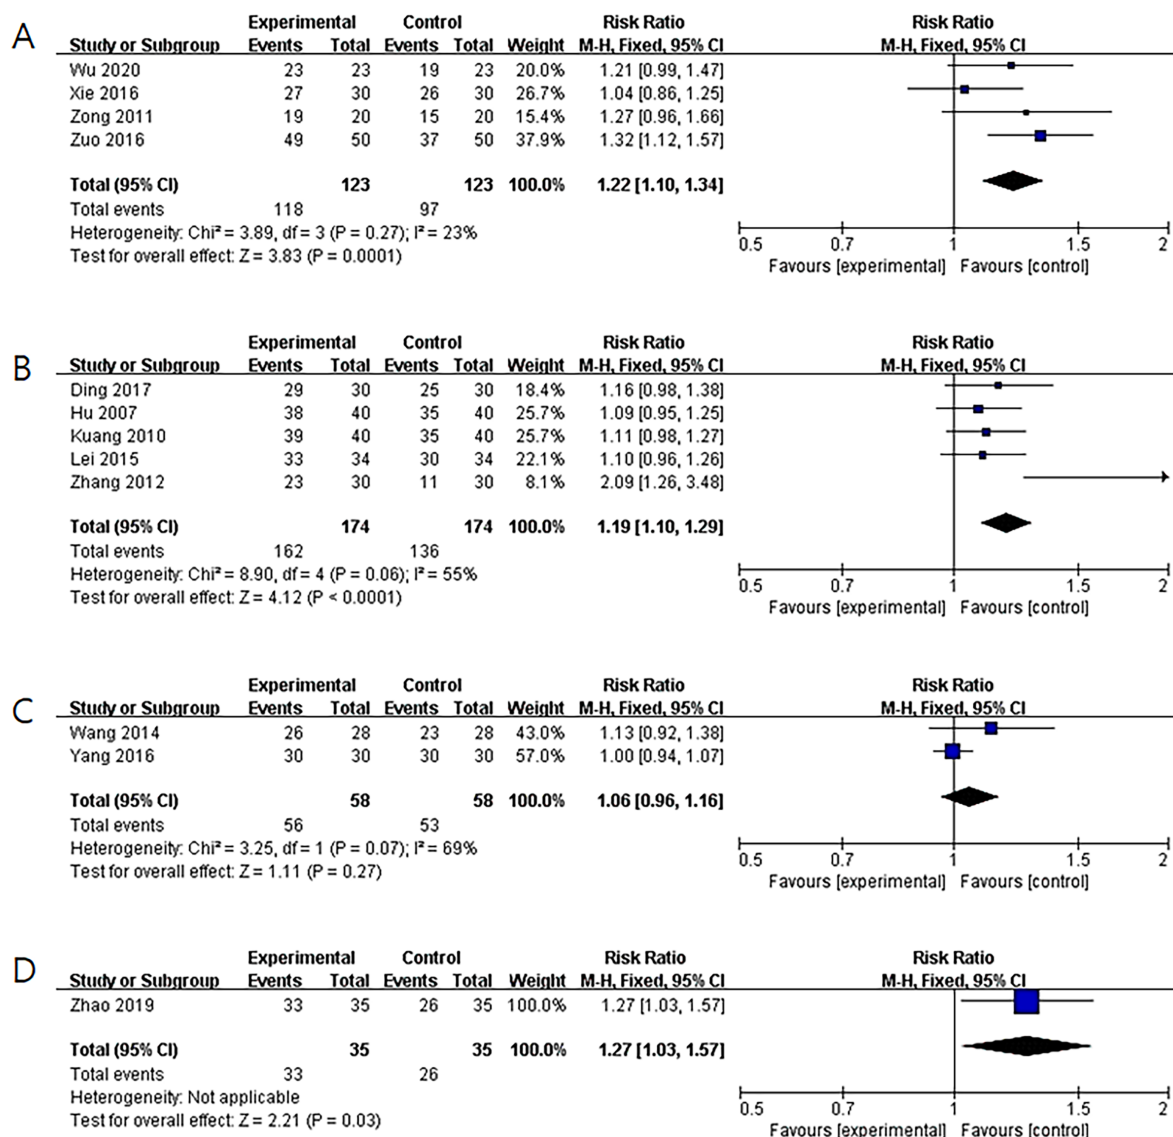 A
Experimental Control Risk Ratio Risk Ratio
Study or Subgroup Events Total Events Total Weight M-H, Fixed, 95% CI M-H, Fixed, 95% CI
Wu 2020 23 23 19 23 20.0% 1.21 [0.99, 1.47]
Xie 2016 27 30 26 30 26.7% 1.04 [0.86, 1.25]
Zong 2011 19 20 15 20 15.4% 1.27 [0.96, 1.66]
Zuo 2016 49 50 37 50 37.9% 1.32 [1.12, 1.57]
Total (95% CI) 123 123 100.0% 1.22 [1.10, 1.34]
Total events 118 97
Heterogeneity: Chi² = 3.89, df = 3 (P = 0.27); I² = 23%
Test for overall effect: Z = 3.83 (P = 0.0001)
0.5 0.7 1 1.5 2
Favours [experimental] Favours [control]
B
Experimental Control Risk Ratio Risk Ratio
Study or Subgroup Events Total Events Total Weight M-H, Fixed, 95% CI M-H, Fixed, 95% CI
Ding 2017 29 30 25 30 18.4% 1.16 [0.98, 1.38]
Hu 2007 38 40 35 40 25.7% 1.09 [0.95, 1.25]
Kuang 2010 39 40 35 40 25.7% 1.11 [0.98, 1.27]
Lei 2015 33 34 30 34 22.1% 1.10 [0.96, 1.26]
Zhang 2012 23 30 11 30 8.1% 2.09 [1.26, 3.48]
Total (95% CI) 174 174 100.0% 1.19 [1.10, 1.29]
Total events 162 136
Heterogeneity: Chi² = 8.90, df = 4 (P = 0.06); I² = 55%
Test for overall effect: Z = 4.12 (P < 0.0001)
0.5 0.7 1 1.5 2
Favours [experimental] Favours [control]
C
Experimental Control Risk Ratio Risk Ratio
Study or Subgroup Events Total Events Total Weight M-H, Fixed, 95% CI M-H, Fixed, 95% CI
Wang 2014 26 28 23 28 43.0% 1.13 [0.92, 1.38]
Yang 2016 30 30 30 30 57.0% 1.00 [0.94, 1.07]
Total (95% CI) 58 58 100.0% 1.06 [0.96, 1.16]
Total events 56 53
Heterogeneity: Chi² = 3.25, df = 1 (P = 0.07); I² = 69%
Test for overall effect: Z = 1.11 (P = 0.27)
0.5 0.7 1 1.5 2
Favours [experimental] Favours [control]
D
Experimental Control Risk Ratio Risk Ratio
Study or Subgroup Events Total Events Total Weight M-H, Fixed, 95% CI M-H, Fixed, 95% CI
Zhao 2019 33 35 26 35 100.0% 1.27 [1.03, 1.57]
Total (95% CI) 35 35 100.0% 1.27 [1.03, 1.57]
Total events 33 26
Heterogeneity: Not applicable
Test for overall effect: Z = 2.21 (P = 0.03)
0.5 0.7 1 1.5 2
Favours [experimental] Favours [control]